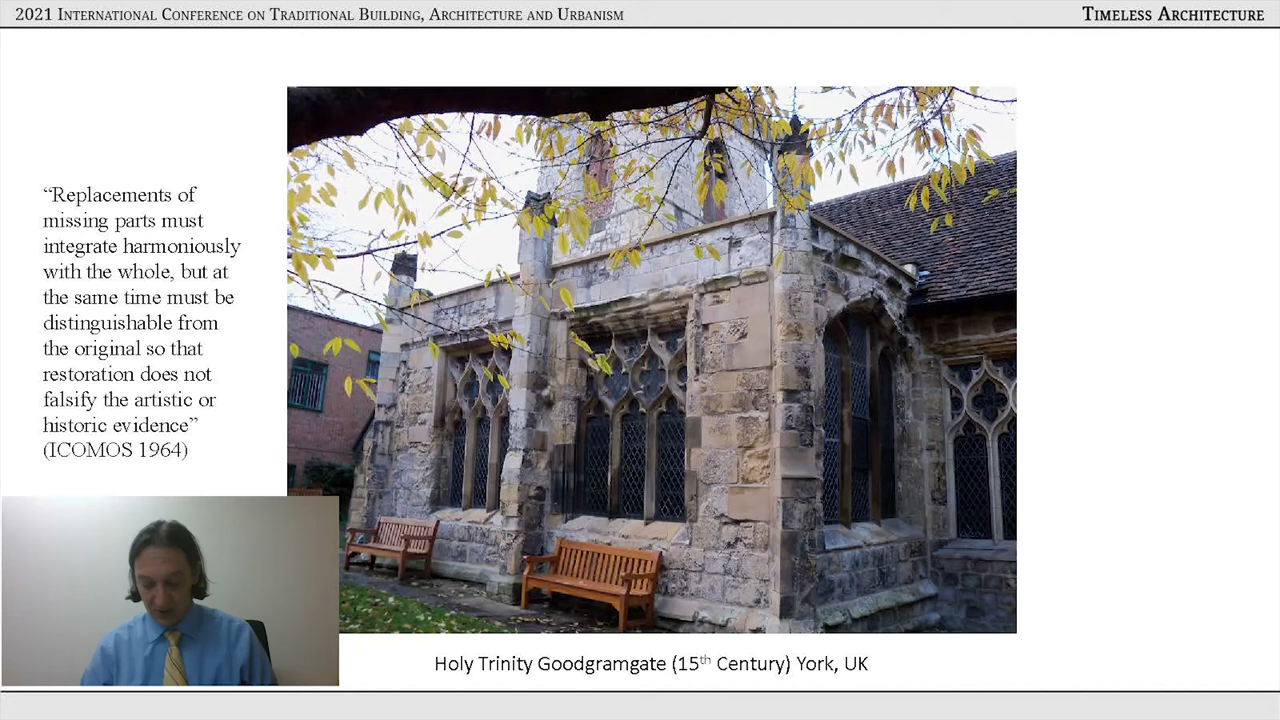 2021 International Conference on Traditional Building, Architecture and Urbanism
Timeless Architecture
“Replacements of
missing parts must
integrate harmoniously
with the whole, but at
the same time must be
distinguishable from
the original so that
restoration does not
falsify the artistic or
historic evidence”
(ICOMOS 1964)
Holy Trinity Goodgramgate (15th Century) York, UK